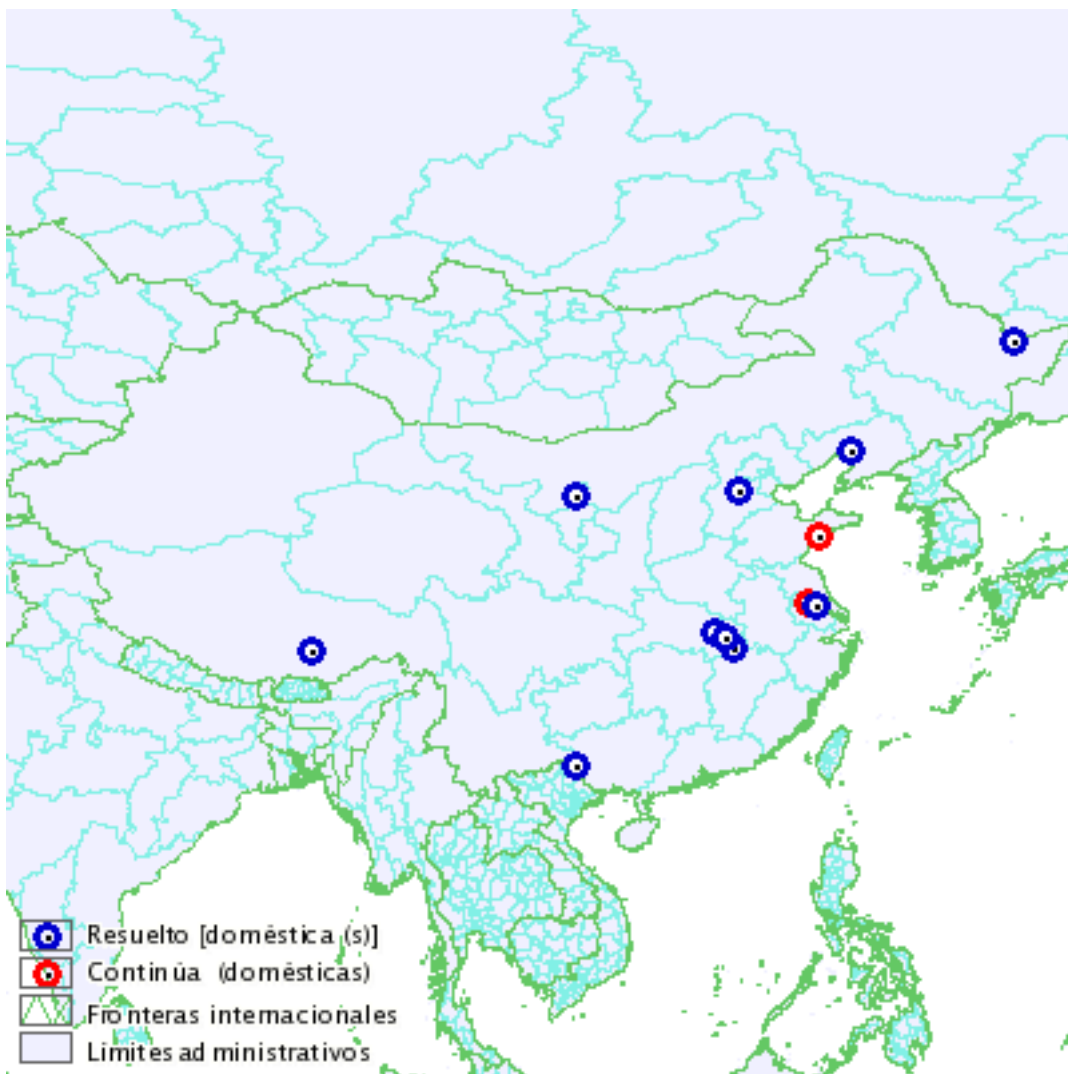 Resuelto [doméstica (s)]
Continúa (domésticas)
Fronteras internacionales
Límites administrativos